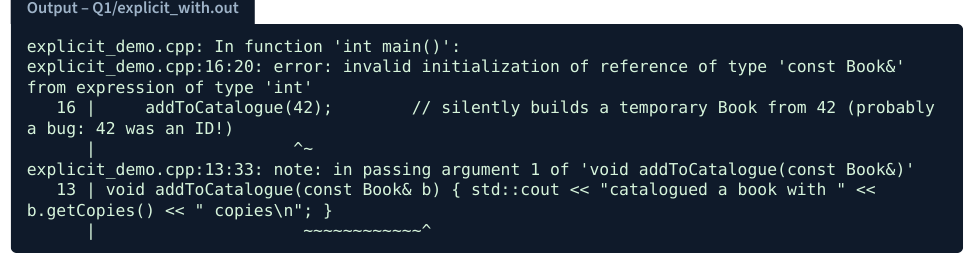 Output – Q1/explicit_with.out
explicit_demo.cpp: In function 'int main()':
explicit_demo.cpp:16:20: error: invalid initialization of reference of type 'const Book&'
from expression of type 'int'
   16 |     addToCatalogue(42);        // silently builds a temporary Book from 42 (probably
a bug: 42 was an ID!)
      |                    ^~
explicit_demo.cpp:13:33: note: in passing argument 1 of 'void addToCatalogue(const Book&)'
   13 | void addToCatalogue(const Book& b) { std::cout << "catalogued a book with " <<
b.getCopies() << " copies\n"; }
      |                     ~~~~~~~~~~~~^